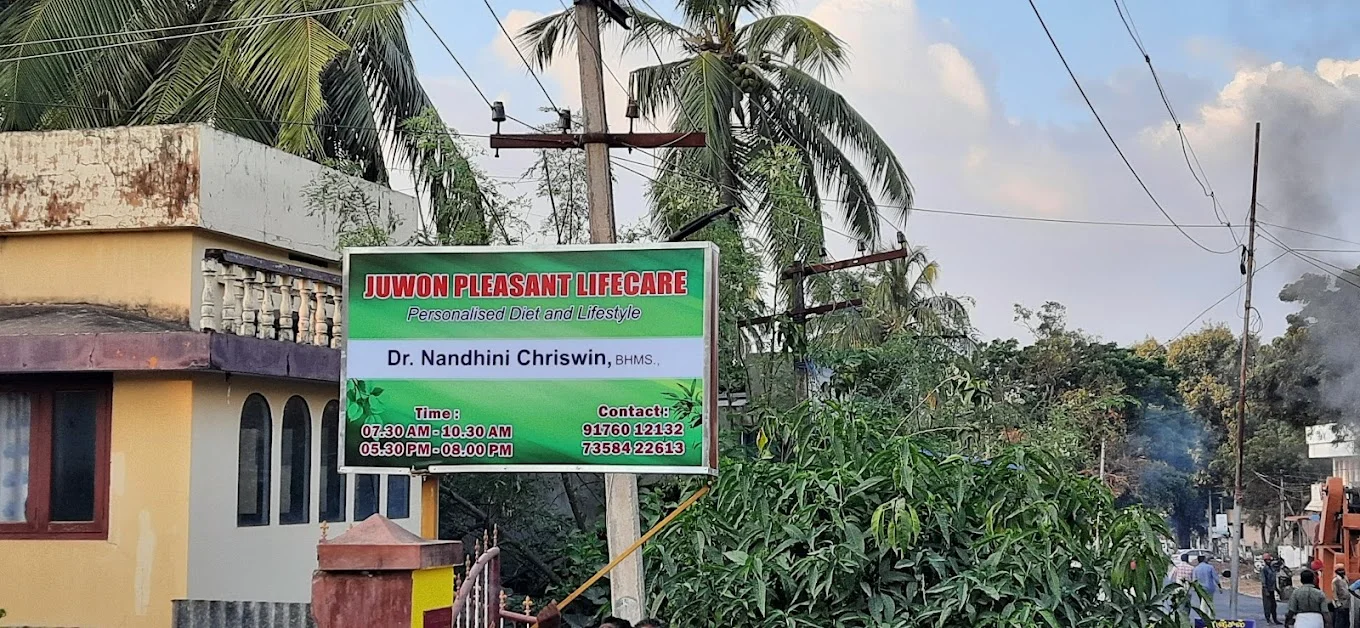 JUWON PLEASANT LIFECARE
Personalised Diet and Lifestyle
Dr. Nandhini Chriswin, BHMS.,
Time :
07.30 AM - 10.30 AM
05.30 PM - 08.00 PM
Contact :
91760 12132
73584 22613